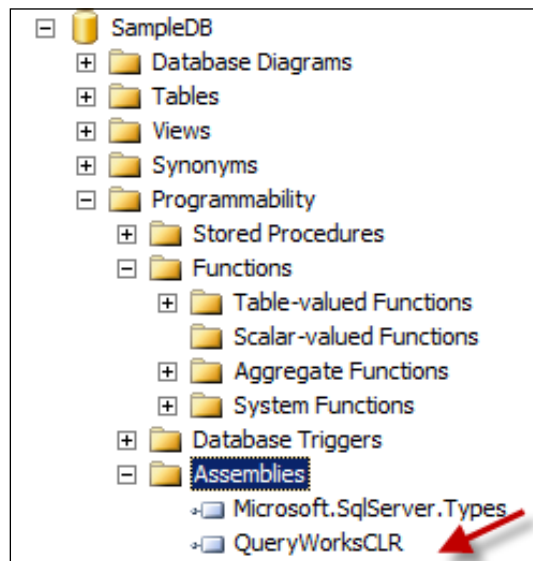 SampleDB
Database Diagrams
Tables
Views
Synonyms
Programmability
Stored Procedures
Functions
Table-valued Functions
Scalar-valued Functions
Aggregate Functions
System Functions
Database Triggers
Assemblies
Microsoft.SqlServer.Types
QueryWorksCLR